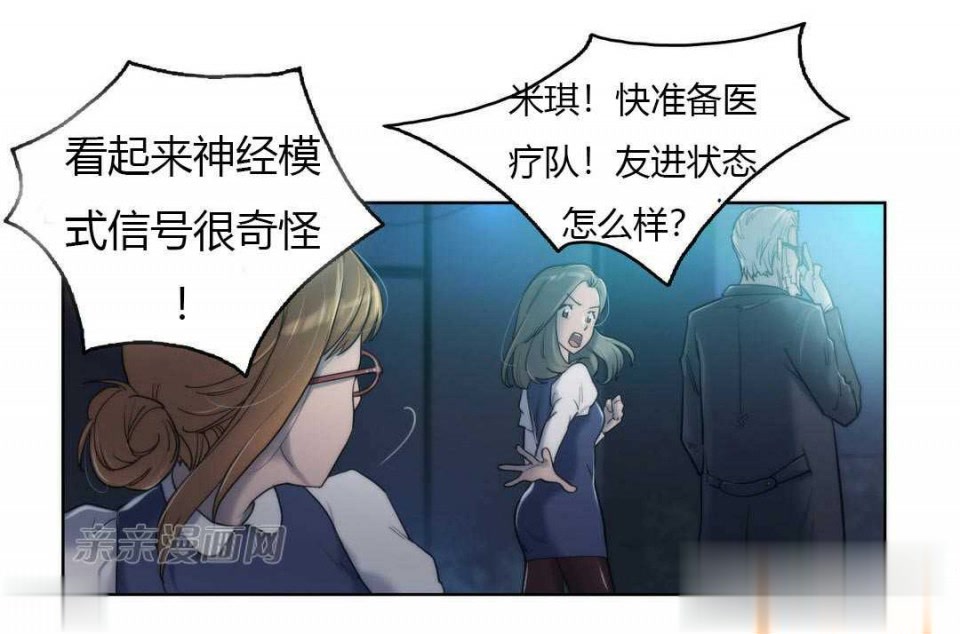 看起来神经模
式信号很奇怪
！
米琪！快准备医
疗队！友进状态
怎么样？
亲亲漫画网